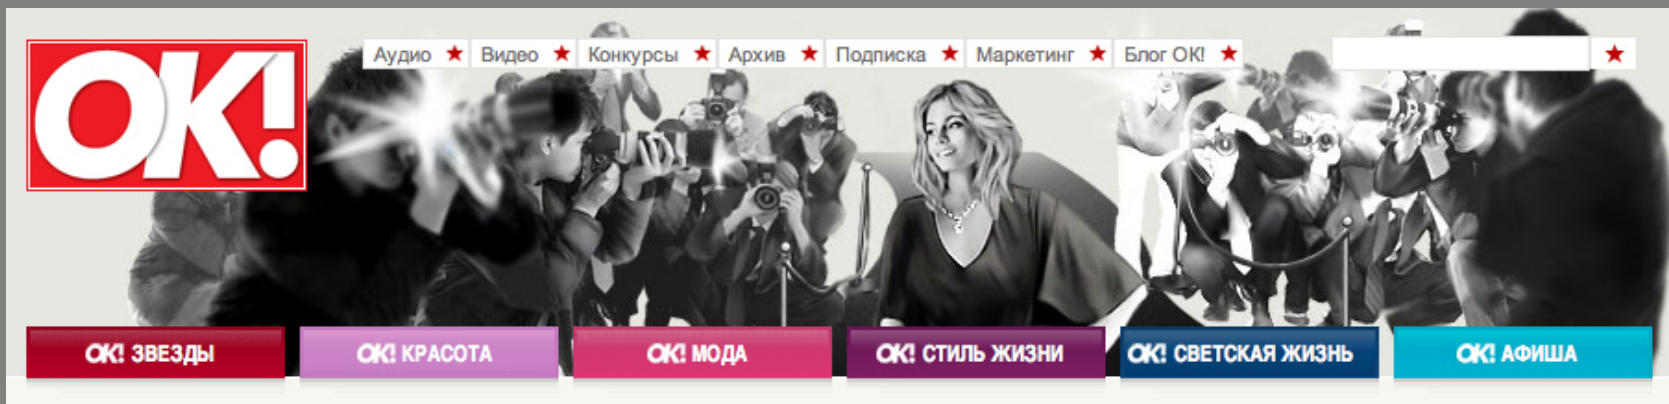 OK!
Аудио Видео Конкурсы Архив Подписка Маркетинг Блог ОК!
OK! ЗВЕЗДЫ OK! КРАСОТА OK! МОДА OK! СТИЛЬ ЖИЗНИ OK! СВЕТСКАЯ ЖИЗНЬ OK! АФИША